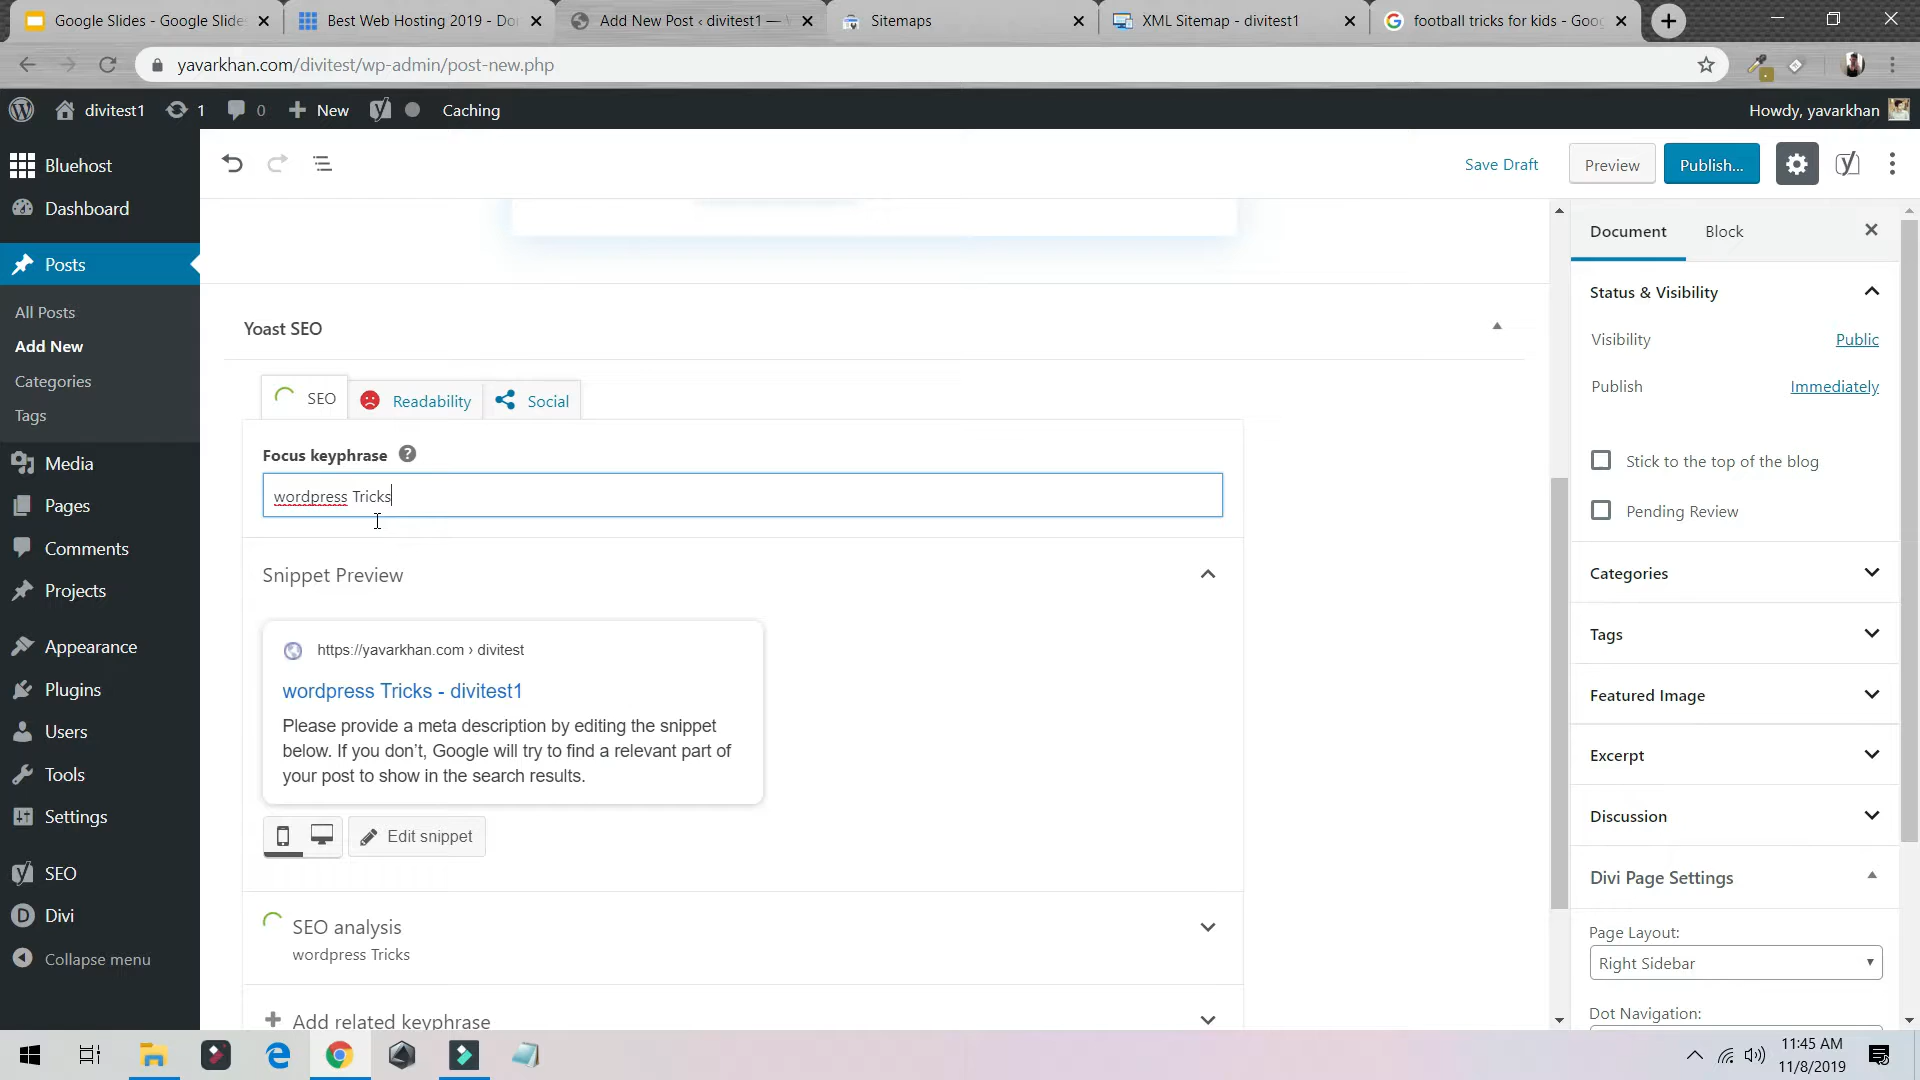 Google Slides - Google Slide
Best Web Hosting 2019 - Do
Add New Post ‹ divitest1 —
Sitemaps
XML Sitemap - divitest1
football tricks for kids - Goo
yavarkhan.com/divitest/wp-admin/post-new.php
divitest1
1
0
New
Caching
Howdy, yavarkhan
Bluehost
Dashboard
Posts
All Posts
Add New
Categories
Tags
Media
Pages
Comments
Projects
Appearance
Plugins
Users
Tools
Settings
SEO
Divi
Collapse menu
Save Draft
Preview
Publish...
Yoast SEO
SEO
Readability
Social
Focus keyphrase
wordpress Tricks
Snippet Preview
https://yavarkhan.com › divitest
wordpress Tricks - divitest1
Please provide a meta description by editing the snippet
below. If you don’t, Google will try to find a relevant part of
your post to show in the search results.
Edit snippet
SEO analysis
wordpress Tricks
Add related keyphrase
Document
Block
Status & Visibility
Visibility
Public
Publish
Immediately
Stick to the top of the blog
Pending Review
Categories
Tags
Featured Image
Excerpt
Discussion
Divi Page Settings
Page Layout:
Right Sidebar
Dot Navigation:
11:45 AM
11/8/2019